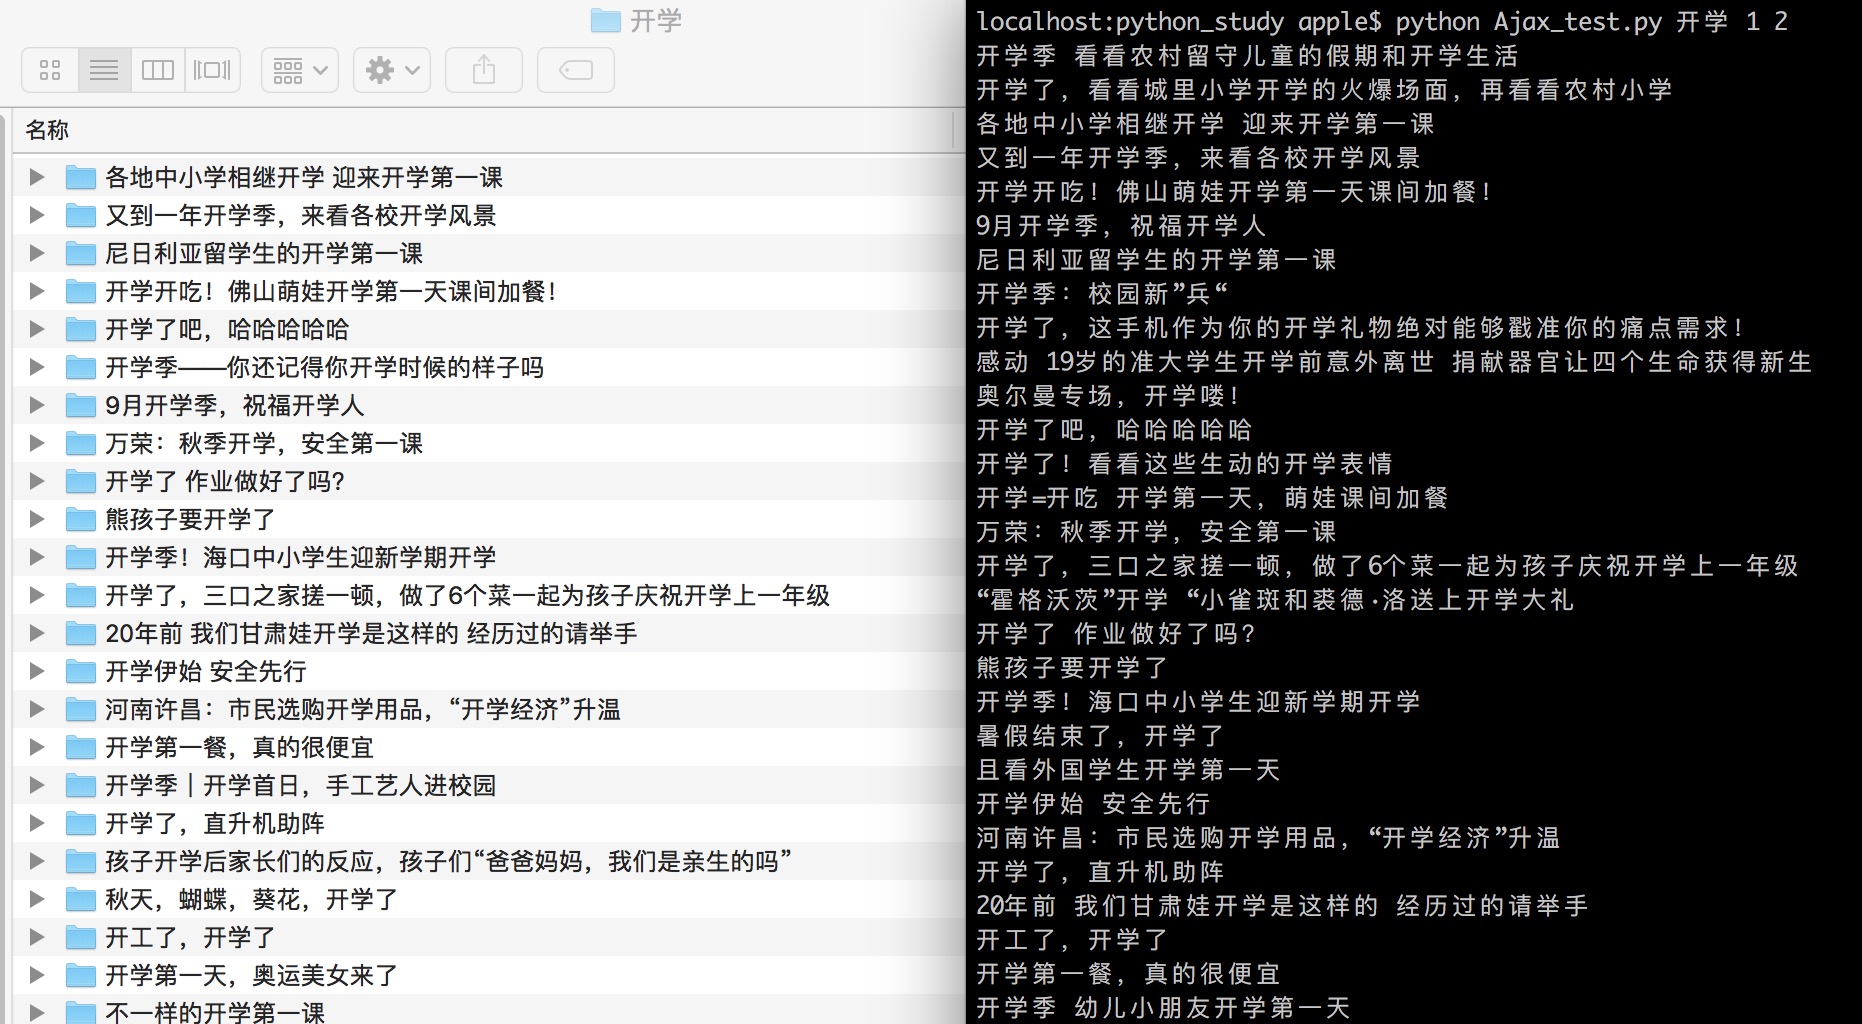 开学
名称
各地中小学相继开学 迎来开学第一课
又到一年开学季，来看各校开学风景
尼日利亚留学生的开学第一课
开学开吃！佛山萌娃开学第一天课间加餐！
开学了吧，哈哈哈哈哈
开学季——你还记得你开学时候的样子吗
9月开学季，祝福开学人
万荣：秋季开学，安全第一课
开学了 作业做好了吗?
熊孩子要开学了
开学季！海口中小学生迎新学期开学
开学了，三口之家搓一顿，做了6个菜一起为孩子庆祝开学上一年级
20年前 我们甘肃娃开学是这样的 经历过的请举手
开学伊始 安全先行
河南许昌：市民选购开学用品，“开学经济”升温
开学第一餐，真的很便宜
开学季｜开学首日，手工艺人进校园
开学了，直升机助阵
孩子开学后家长们的反应，孩子们“爸爸妈妈，我们是亲生的吗”
秋天，蝴蝶，葵花，开学了
开工了，开学了
开学第一天，奥运美女来了
不一样的开学第一课
localhost:python_study apple$ python Ajax_test.py 开学 1 2
开学季 看看农村留守儿童的假期和开学生活
开学了，看看城里小学开学的火爆场面，再看看农村小学
各地中小学相继开学 迎来开学第一课
又到一年开学季，来看各校开学风景
开学开吃！佛山萌娃开学第一天课间加餐！
9月开学季，祝福开学人
尼日利亚留学生的开学第一课
开学季：校园新”兵“
开学了，这手机作为你的开学礼物绝对能够戳准你的痛点需求！
感动 19岁的准大学生开学前意外离世 捐献器官让四个生命获得新生
奥尔曼专场，开学喽！
开学了吧，哈哈哈哈哈
开学了！看看这些生动的开学表情
开学=开吃 开学第一天，萌娃课间加餐
万荣：秋季开学，安全第一课
开学了，三口之家搓一顿，做了6个菜一起为孩子庆祝开学上一年级
“霍格沃茨”开学 “小雀斑和裘德·洛送上开学大礼
开学了 作业做好了吗?
熊孩子要开学了
开学季！海口中小学生迎新学期开学
暑假结束了，开学了
且看外国学生开学第一天
开学伊始 安全先行
河南许昌：市民选购开学用品，“开学经济”升温
开学了，直升机助阵
20年前 我们甘肃娃开学是这样的 经历过的请举手
开工了，开学了
开学第一餐，真的很便宜
开学季 幼儿小朋友开学第一天